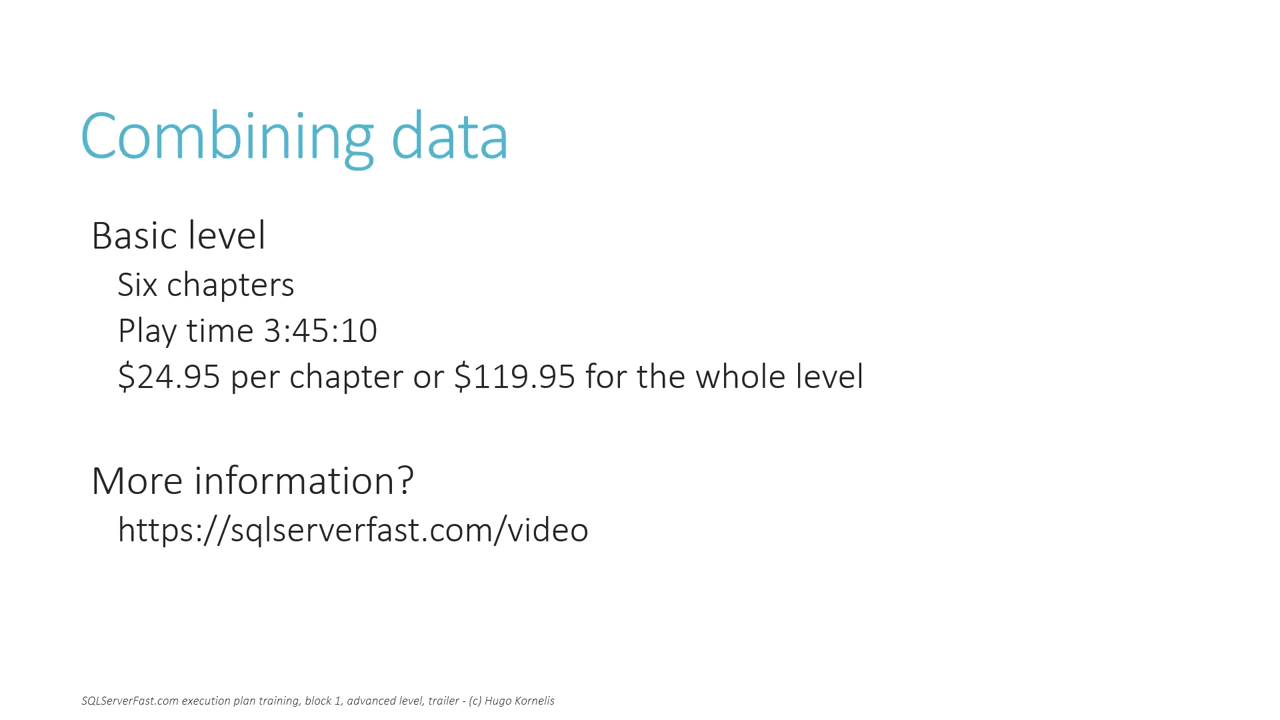 Combining data
Basic level
Six chapters
Play time 3:45:10
$24.95 per chapter or $119.95 for the whole level
More information?
https://sqlserverfast.com/video
SQLServerFast.com execution plan training, block 1, advanced level, trailer - (c) Hugo Kornelis